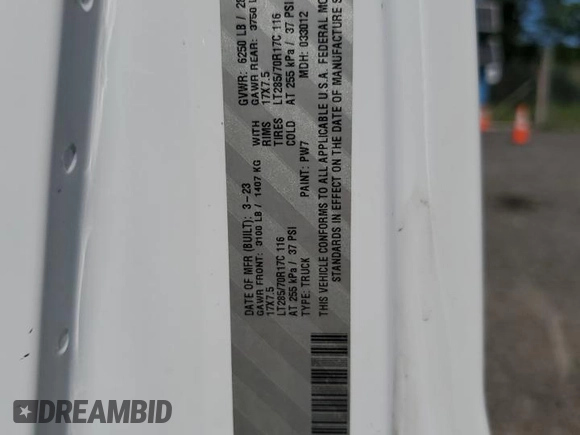 DATE OF MFR (BUILT): 3-23 GVWR: 6250 LB /
GAWR FRONT: 3100 LB / 1407 KG WITH GAWR REAR: 3750
17X7.5 RIMS 17X7.5
LT285/70R17C 116 TIRES LT285/70R17C 116
AT 255 kPa / 37 PSI COLD AT 255 kPa / 37 PSI
TYPE: TRUCK PAINT: PW7 MDH: 033012
THIS VEHICLE CONFORMS TO ALL APPLICABLE U.S.A. FEDERAL
STANDARDS IN EFFECT ON THE DATE OF MANUFACTURE
DREAMBID